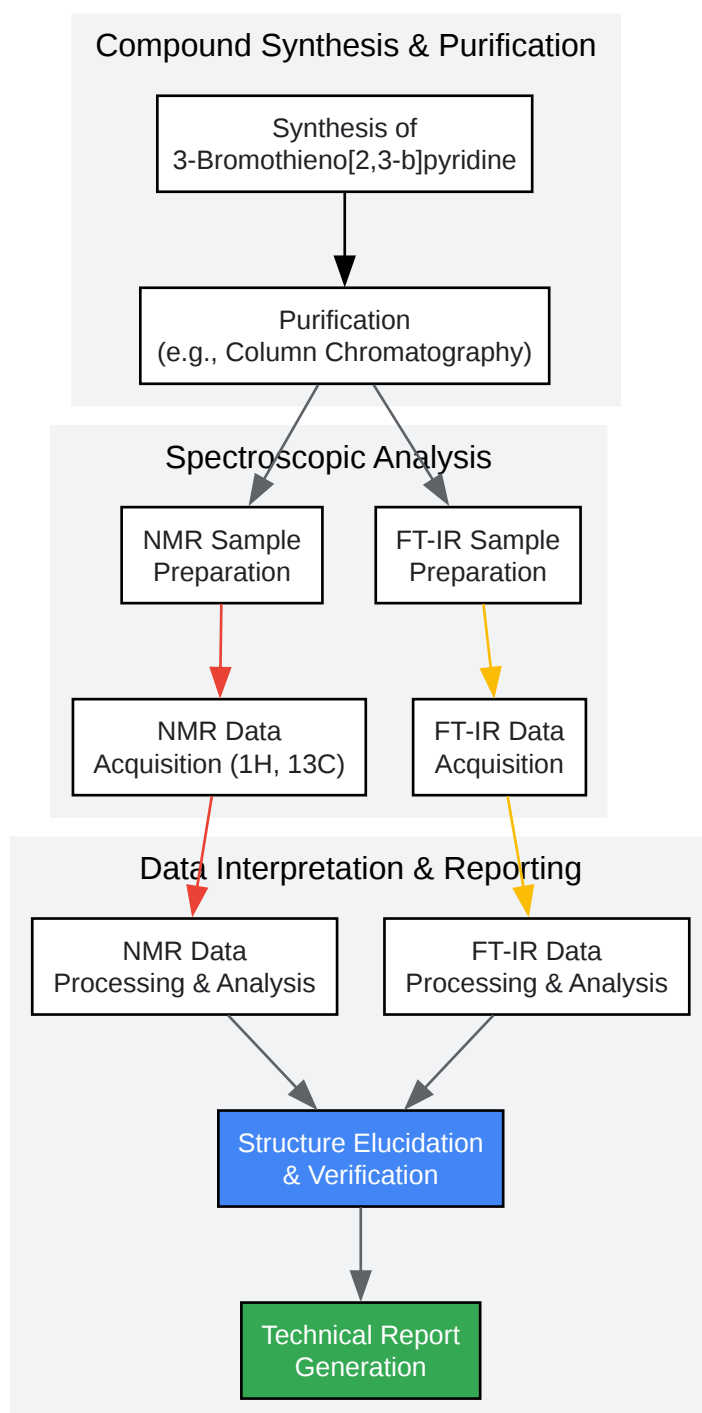 Compound Synthesis & Purification
Synthesis of
3-Bromothieno[2,3-b]pyridine
Purification
(e.g., Column Chromatography)
Spectroscopic Analysis
NMR Sample
Preparation
FT-IR Sample
Preparation
NMR Data
Acquisition (1H, 13C)
FT-IR Data
Acquisition
Data Interpretation & Reporting
NMR Data
Processing & Analysis
FT-IR Data
Processing & Analysis
Structure Elucidation
& Verification
Technical Report
Generation